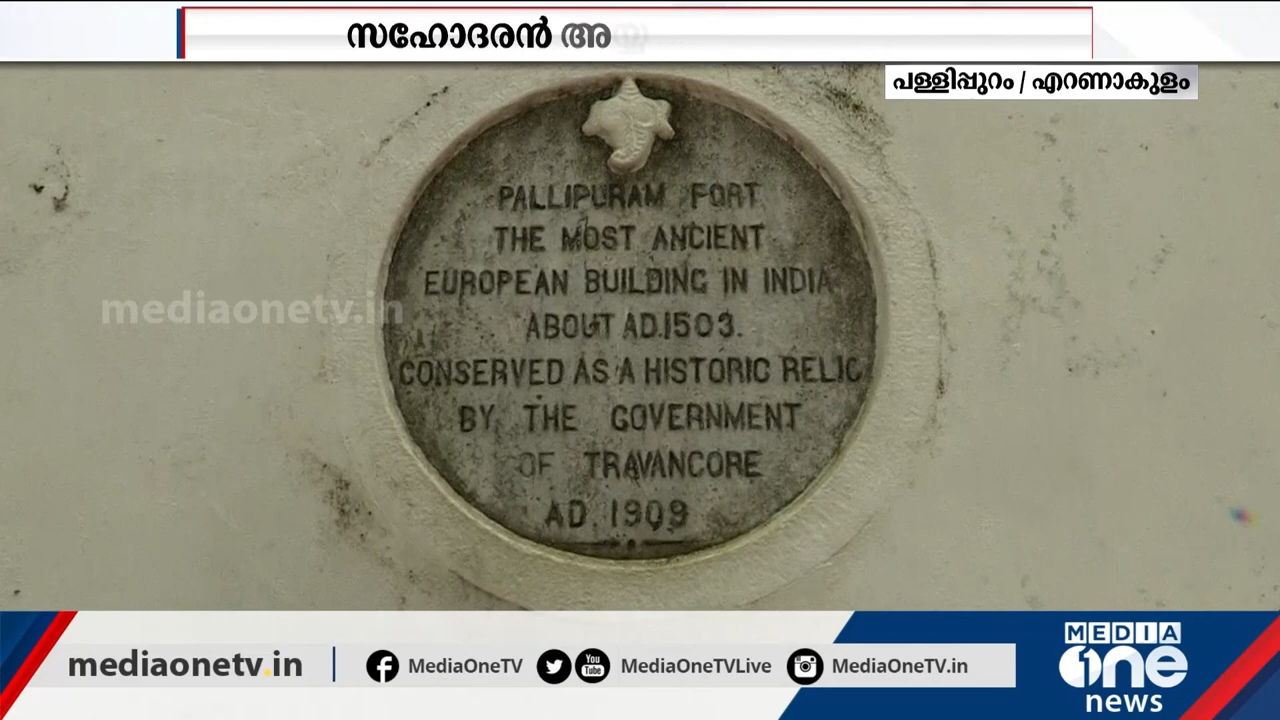 സഹോദരൻ അ
പള്ളിപ്പുറം / എറണാകുളം
PALLIPURAM FORT
THE MOST ANCIENT
EUROPEAN BUILDING IN INDIA
ABOUT AD.1503.
CONSERVED AS A HISTORIC RELIC
BY THE GOVERNMENT
OF TRAVANCORE
AD. 1909
mediaonetv.in
mediaonetv.in
MediaOneTV
You Tube
MediaOneTVLive
MediaOneTV.in
MEDIA
one
news